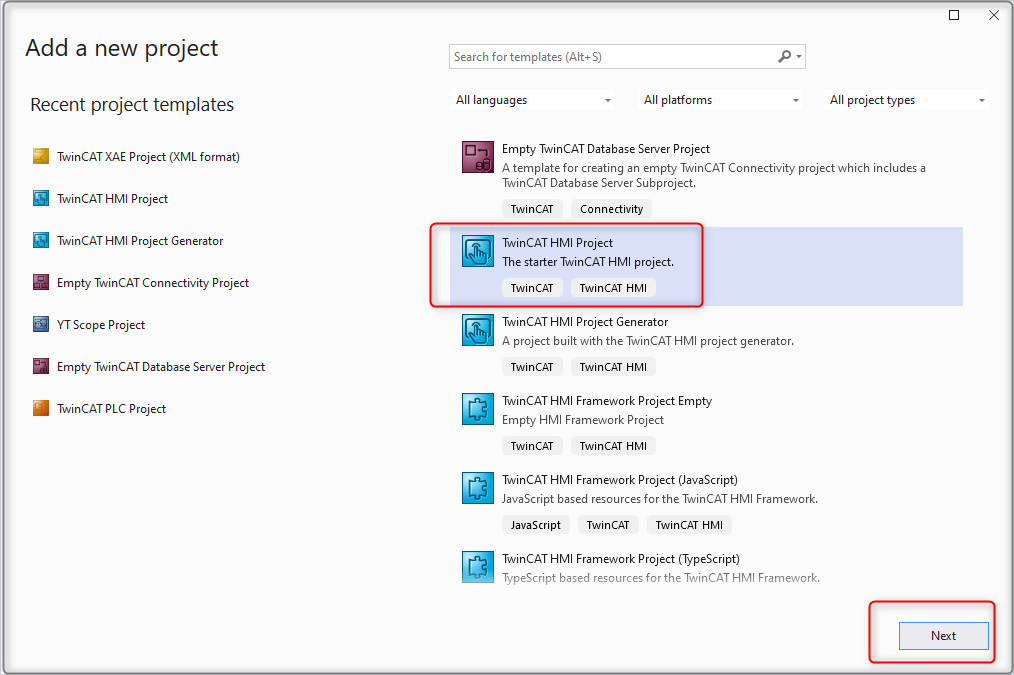 Add a new project
Search for templates (Alt+S)
Recent project templates
All languages
All platforms
All project types
TwinCAT XAE Project (XML format)
TwinCAT HMI Project
TwinCAT HMI Project Generator
Empty TwinCAT Connectivity Project
YT Scope Project
Empty TwinCAT Database Server Project
TwinCAT PLC Project
Empty TwinCAT Database Server Project
A template for creating an empty TwinCAT Connectivity project which includes a
TwinCAT Database Server Subproject.
TwinCAT Connectivity
TwinCAT HMI Project
The starter TwinCAT HMI project.
TwinCAT TwinCAT HMI
TwinCAT HMI Project Generator
A project built with the TwinCAT HMI project generator.
TwinCAT TwinCAT HMI
TwinCAT HMI Framework Project Empty
Empty HMI Framework Project
TwinCAT TwinCAT HMI
TwinCAT HMI Framework Project (JavaScript)
JavaScript based resources for the TwinCAT HMI Framework.
JavaScript TwinCAT TwinCAT HMI
TwinCAT HMI Framework Project (TypeScript)
TypeScript based resources for the TwinCAT HMI Framework.
Next